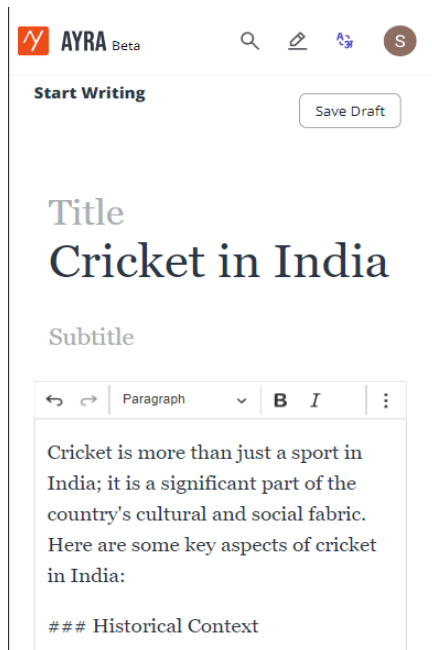 AYRA Beta
S
Start Writing
Save Draft
Title
Cricket in India
Subtitle
Paragraph
B I
Cricket is more than just a sport in
India; it is a significant part of the
country's cultural and social fabric.
Here are some key aspects of cricket
in India:
### Historical Context